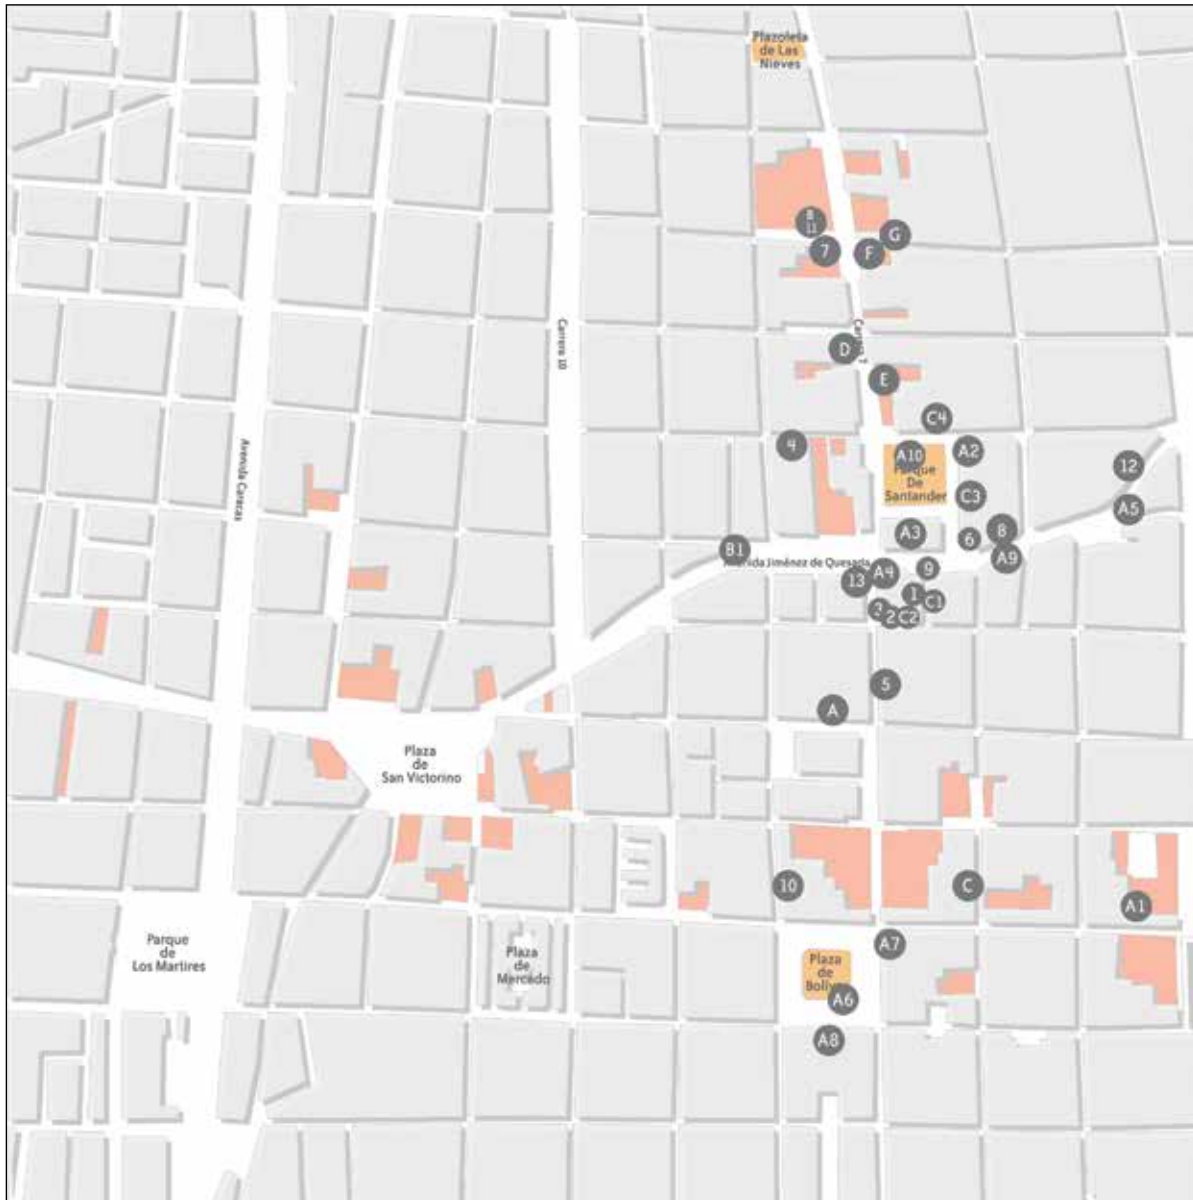 Plazoleta
de Las
Nieves
B
11
G
7
F
Carrera 10
Carrera 7
D
E
C4
4
A10
A2
Avenida Caracas
12
Parque
De
Santander
C3
A5
A3
8
6
B1
A9
Avenida Jiménez de Quesada
9
A4
13
1
C1
3
2
C2
5
A
Plaza
de
San Victorino
10
C
A1
Parque
de
Los Martires
Plaza
de
Mercado
A7
Plaza
de
Bolívar
A6
A8